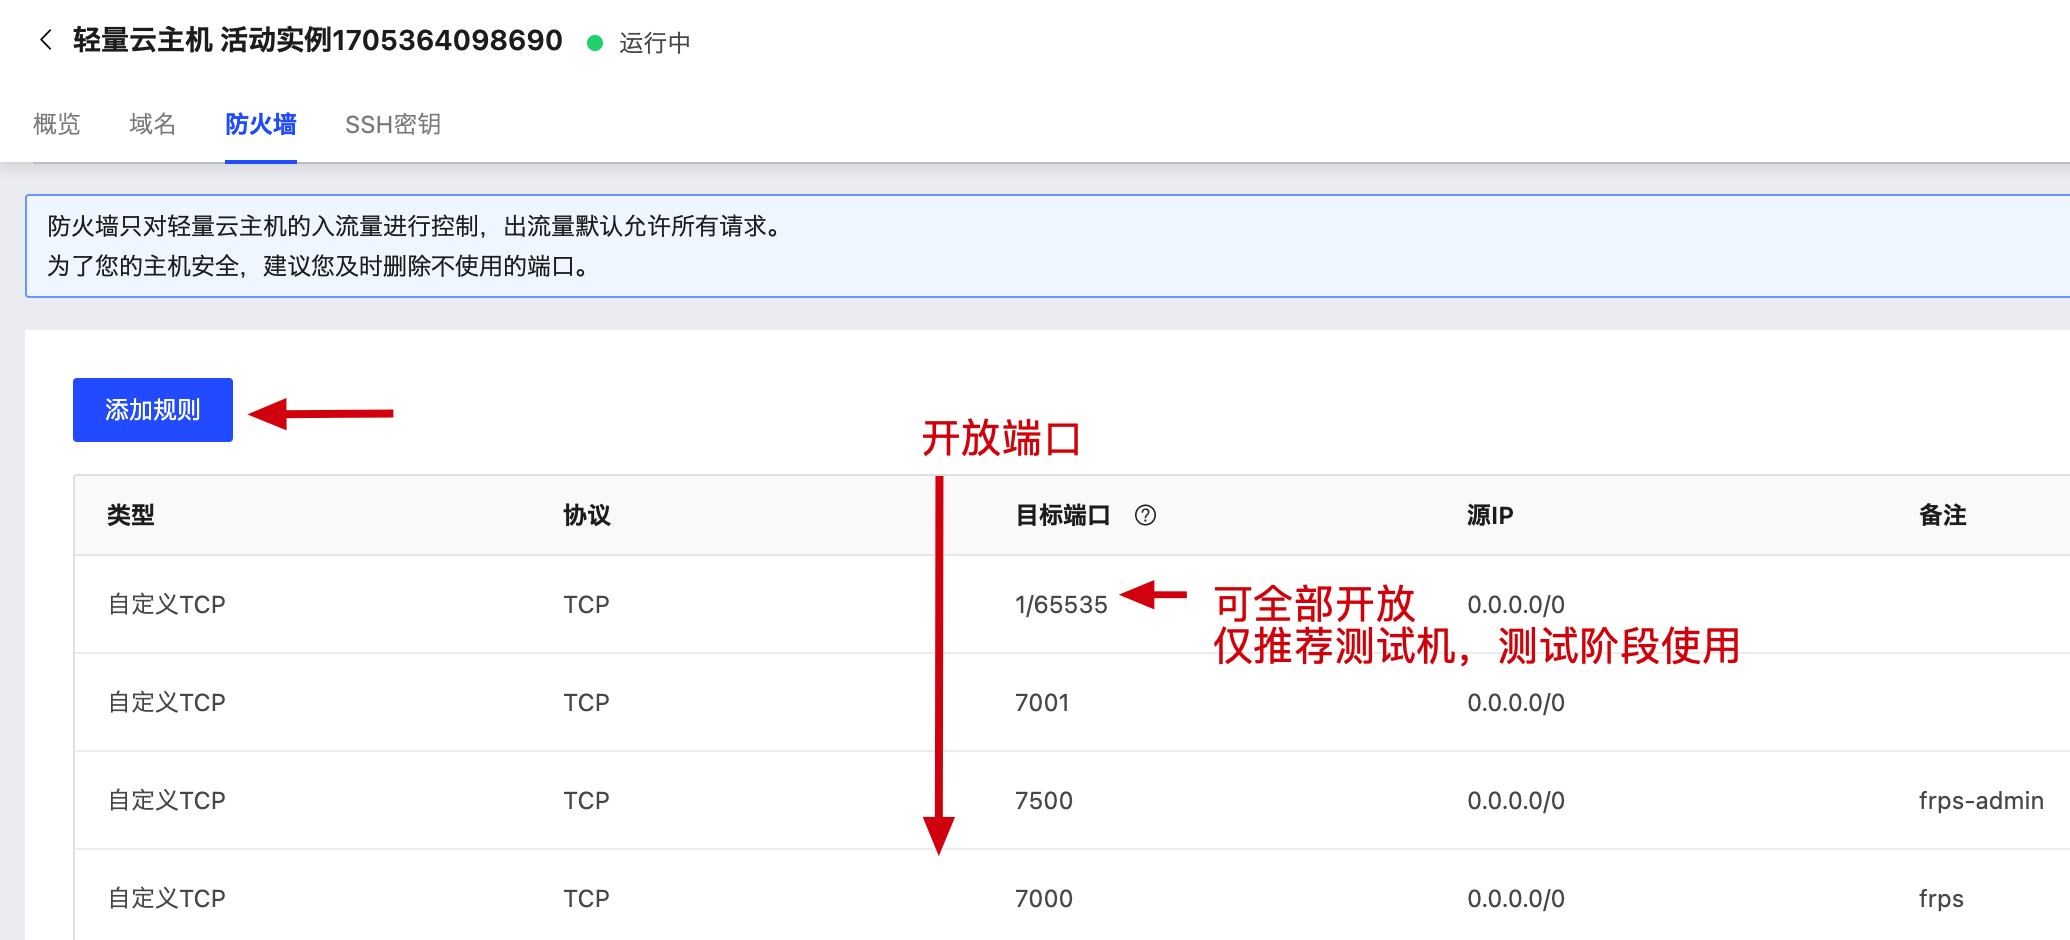 轻量云主机 活动实例1705364098690 运行中
概览 域名 防火墙 SSH密钥
防火墙只对轻量云主机的入流量进行控制，出流量默认允许所有请求。
为了您的主机安全，建议您及时删除不使用的端口。
添加规则
开放端口
类型 协议 目标端口 ? 源IP 备注
自定义TCP TCP 1/65535 0.0.0.0/0
可全部开放
仅推荐测试机，测试阶段使用
自定义TCP TCP 7001 0.0.0.0/0
自定义TCP TCP 7500 0.0.0.0/0 frps-admin
自定义TCP TCP 7000 0.0.0.0/0 frps